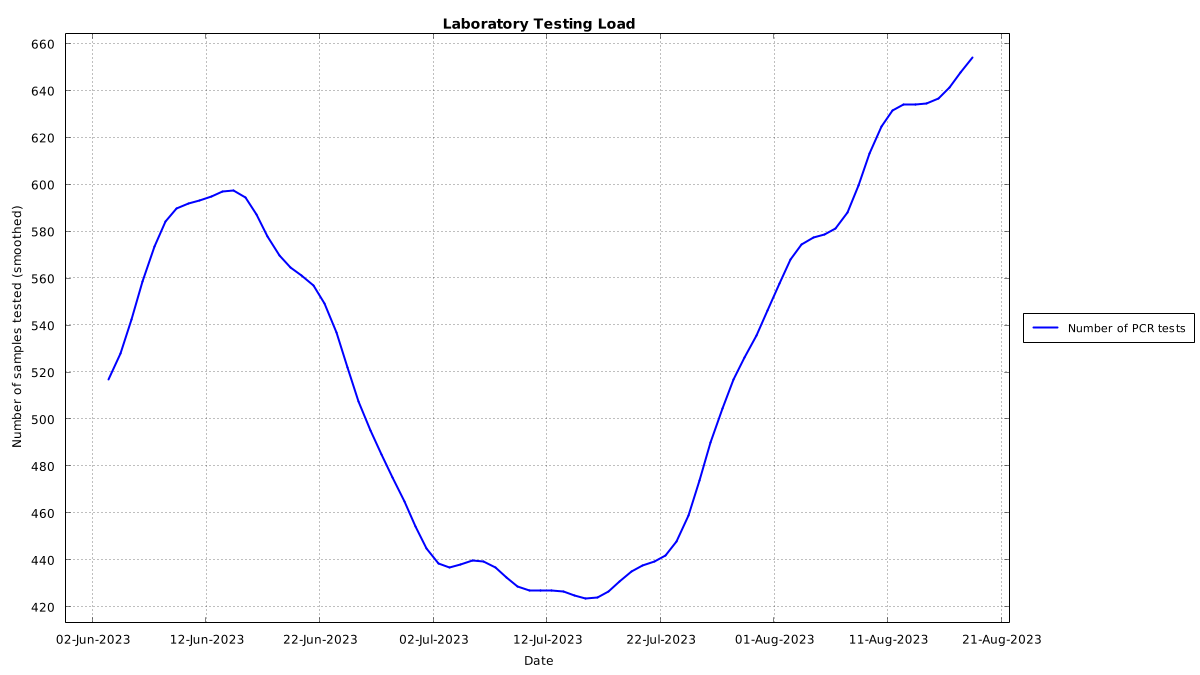 Laboratory Testing Load
Number of samples tested (smoothed)
660
640
620
600
580
560
540
520
500
480
460
440
420
02-Jun-2023 12-Jun-2023 22-Jun-2023 02-Jul-2023 12-Jul-2023 22-Jul-2023 01-Aug-2023 11-Aug-2023 21-Aug-2023
Date
Number of PCR tests